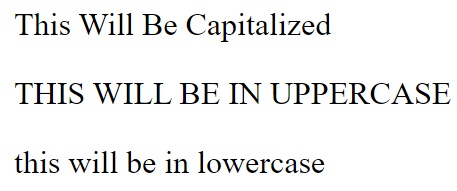 This Will Be Capitalized
THIS WILL BE IN UPPERCASE
this will be in lowercase